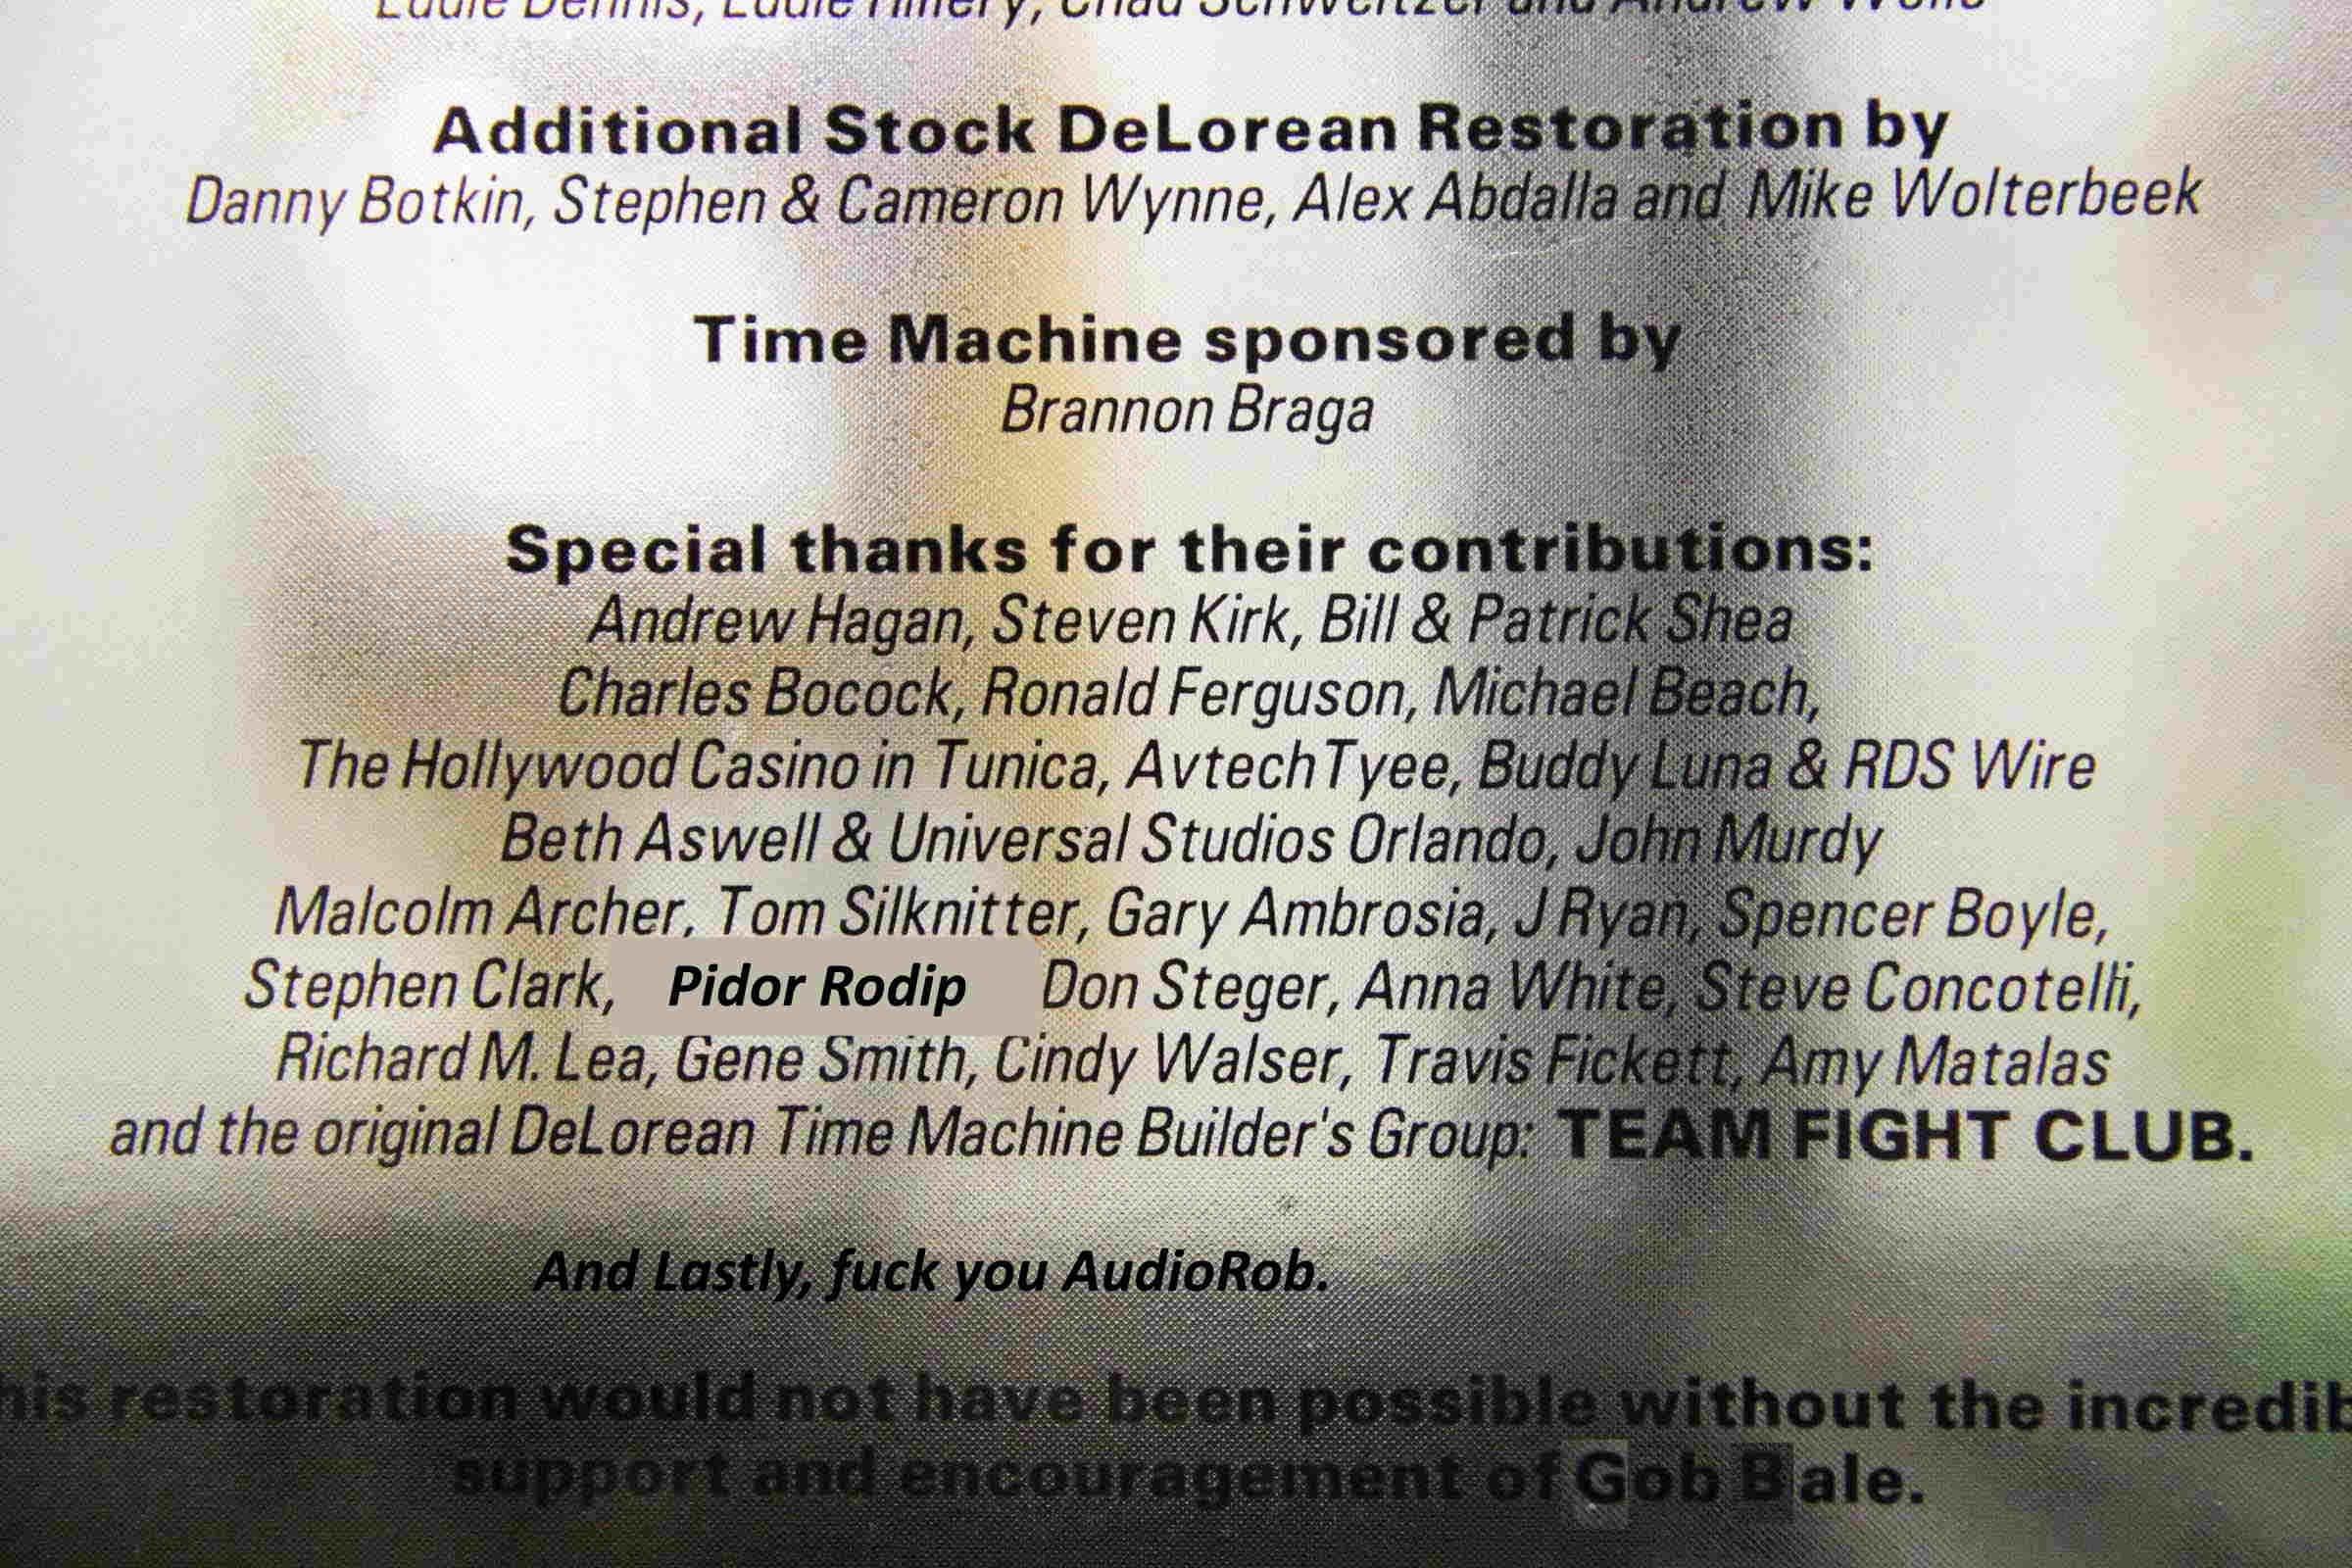 Additional Stock DeLorean Restoration by
Danny Botkin, Stephen & Cameron Wynne, Alex Abdalla and Mike Wolterbeek
Time Machine sponsored by
Brannon Braga
Special thanks for their contributions:
Andrew Hagan, Steven Kirk, Bill & Patrick Shea
Charles Bocock, Ronald Ferguson, Michael Beach,
The Hollywood Casino in Tunica, Avtech Tyee, Buddy Luna & RDS Wire
Beth Aswell & Universal Studios Orlando, John Murdy
Malcolm Archer, Tom Silknitter, Gary Ambrosia, J Ryan, Spencer Boyle,
Stephen Clark, Pidor Rodip Don Steger, Anna White, Steve Concotelli,
Richard M. Lea, Gene Smith, Cindy Walser, Travis Fickett, Amy Matalas
and the original DeLorean Time Machine Builder's Group: TEAM FIGHT CLUB.
And Lastly, fuck you AudioRob.
restoration would not have been possible without the
support and encouragement of Gob Bale.